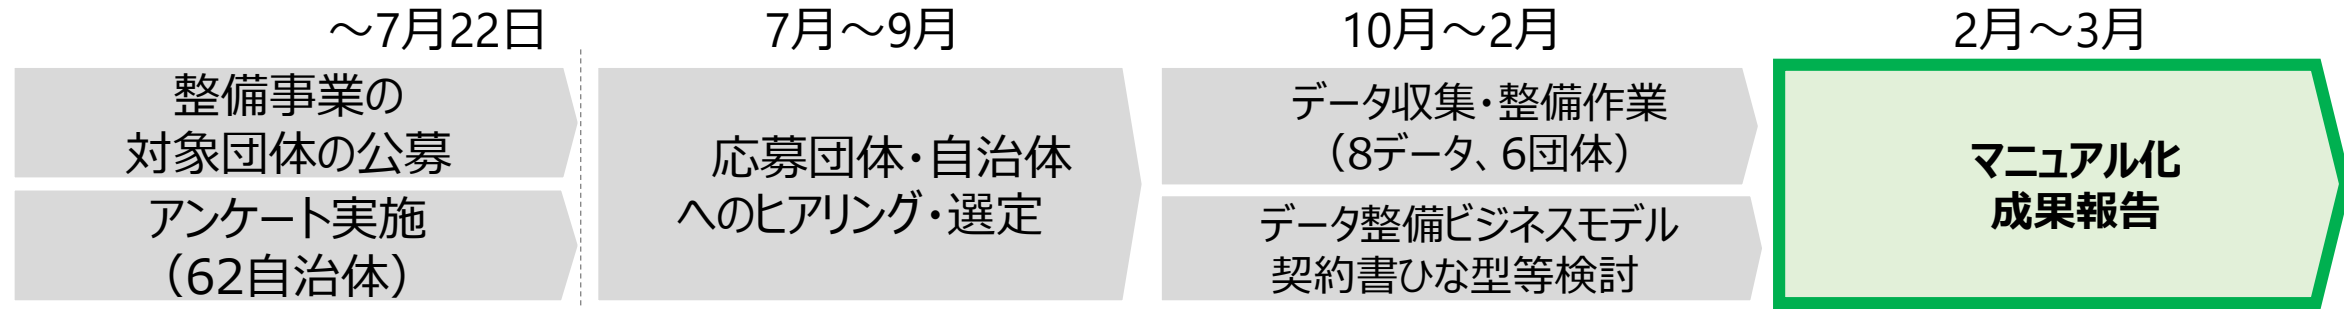 ～7月22日
7月～9月
10月～2月
2月～3月
整備事業の
対象団体の公募
アンケート実施
（62自治体）
応募団体・自治体
へのヒアリング・選定
データ収集・整備作業
（8データ、6団体）
データ整備ビジネスモデル
契約書ひな型等検討
マニュアル化
成果報告